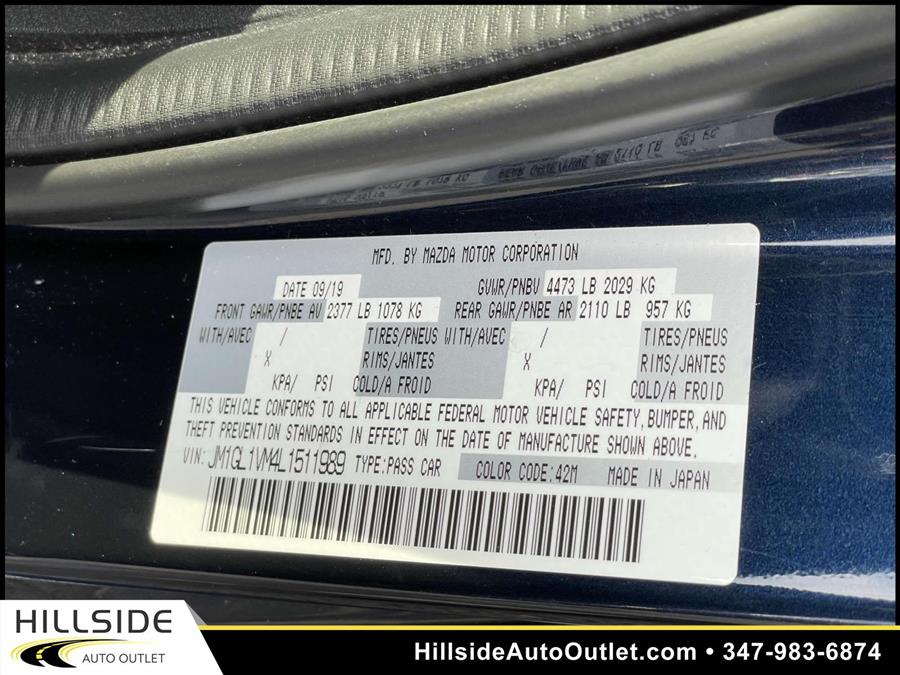 MFD. BY MAZDA MOTOR CORPORATION
DATE 09/19 GVWR/PNBV 4473 LB 2029 KG
FRONT GAWR/PNBE AV 2377 LB 1078 KG REAR GAWR/PNBE AR 2110 LB 957 KG
WITH/AVEC / TIRES/PNEUS WITH/AVEC / TIRES/PNEUS
X RIMS/JANTES X RIMS/JANTES
KPA/ PSI COLD/A FROID KPA/ PSI COLD/A FROID
THIS VEHICLE CONFORMS TO ALL APPLICABLE FEDERAL MOTOR VEHICLE SAFETY, BUMPER, AND
THEFT PREVENTION STANDARDS IN EFFECT ON THE DATE OF MANUFACTURE SHOWN ABOVE.
VIN: JM1GL1VM4L1511989 TYPE:PASS CAR COLOR CODE:42M MADE IN JAPAN
HILLSIDE
AUTO OUTLET
HillsideAutoOutlet.com • 347-983-6874